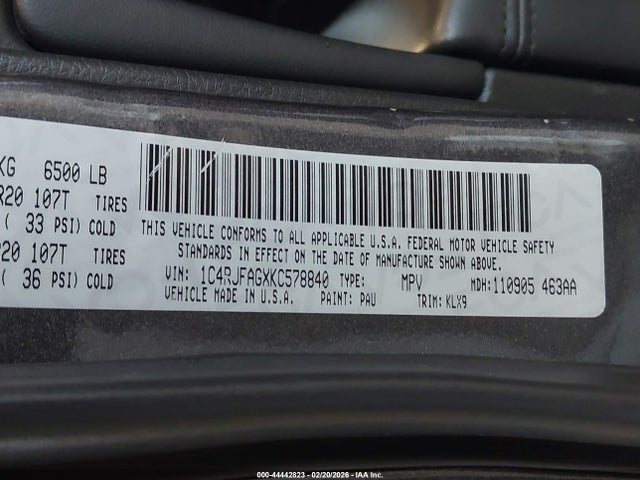 KG 6500 LB
R20 107T TIRES
( 33 PSI) COLD
R20 107T TIRES
( 36 PSI) COLD
THIS VEHICLE CONFORMS TO ALL APPLICABLE U.S.A. FEDERAL MOTOR VEHICLE SAFETY
STANDARDS IN EFFECT ON THE DATE OF MANUFACTURE SHOWN ABOVE.
VIN: 1C4RJFAGXKC578840 TYPE: MPV MDH:110905 463AA
VEHICLE MADE IN U.S.A. PAINT: PAU TRIM: KLX9
000-44442823 - 02/20/2026 - © IAA, Inc.